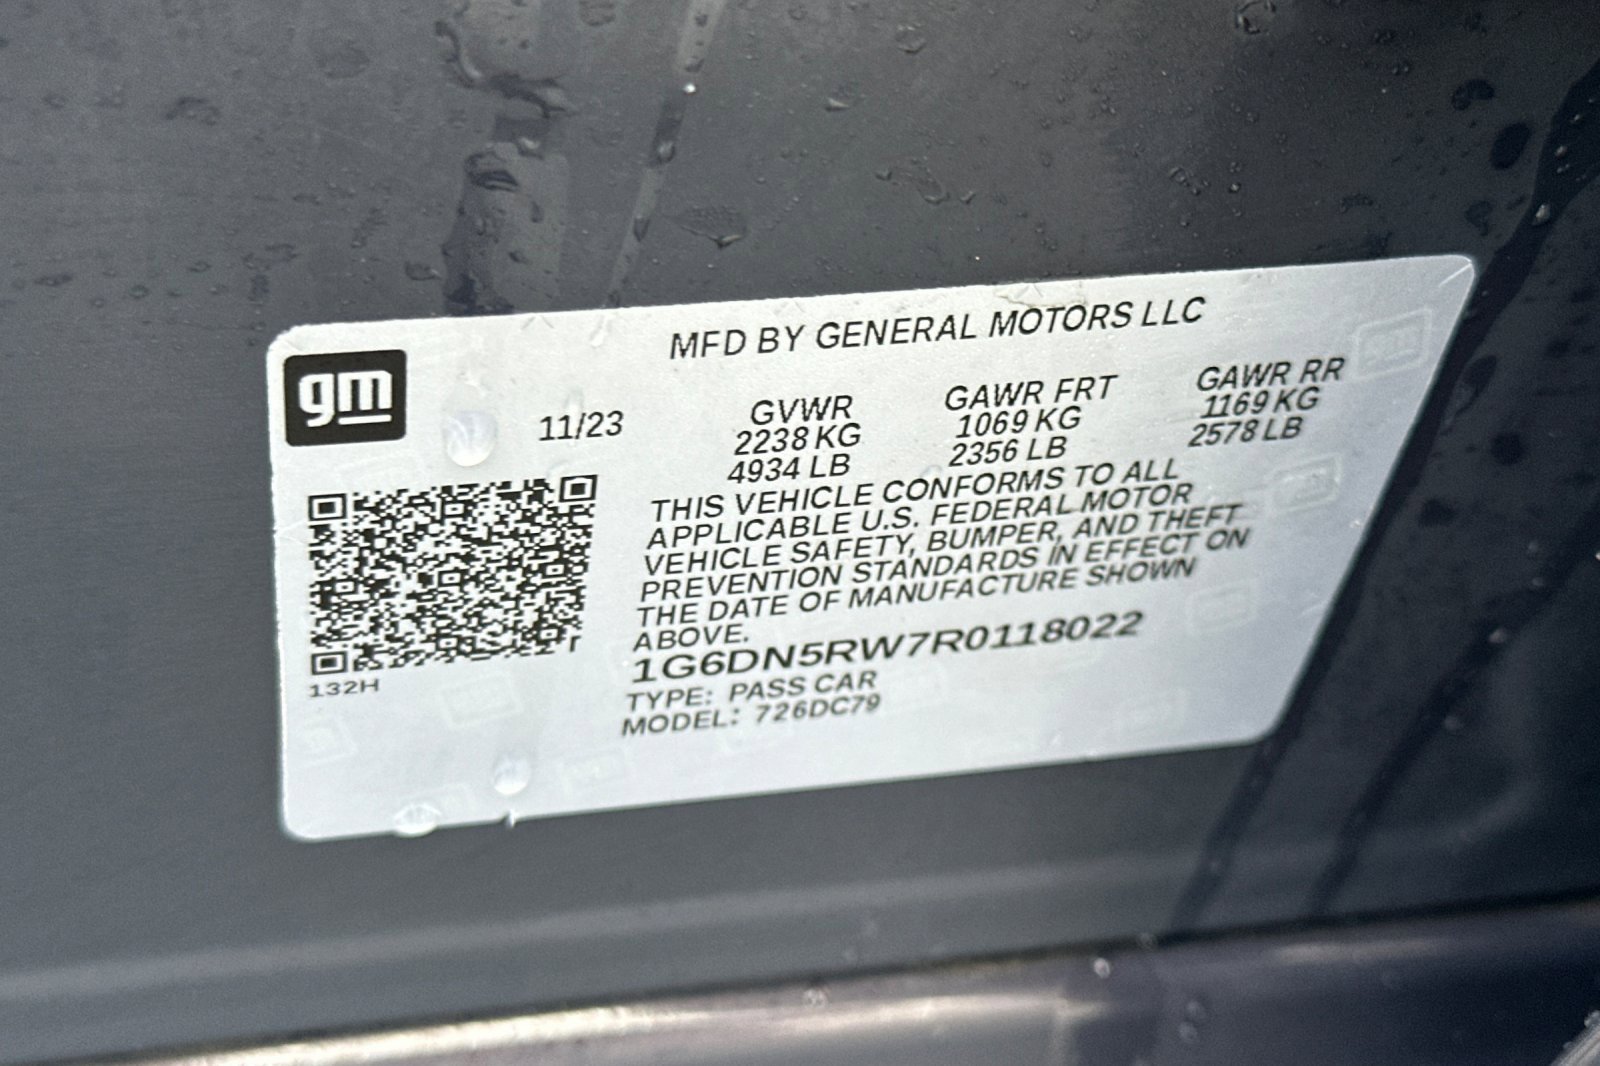 MFD BY GENERAL MOTORS LLC
gm
11/23
GVWR
2238 KG
4934 LB
GAWR FRT
1069 KG
2356 LB
GAWR RR
1169 KG
2578 LB
THIS VEHICLE CONFORMS TO ALL
APPLICABLE U.S. FEDERAL MOTOR
VEHICLE SAFETY, BUMPER, AND THEFT
PREVENTION STANDARDS IN EFFECT ON
THE DATE OF MANUFACTURE SHOWN
ABOVE.
1G6DN5RW7R0118022
TYPE: PASS CAR
MODEL: 726DC79
132H